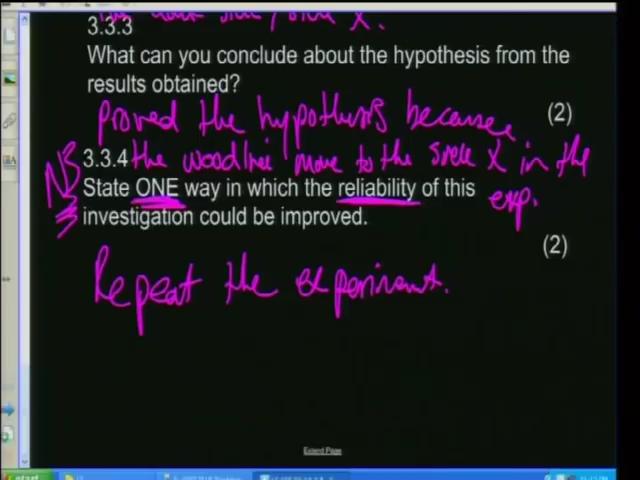 3.3.3
What can you conclude about the hypothesis from the
results obtained?
proved the hypothesis because (2)
3.3.4 the woodlice move to the side X in the
NB State ONE way in which the reliability of this exp.
investigation could be improved.
(2)
Repeat the experiment.
Extend Page
start